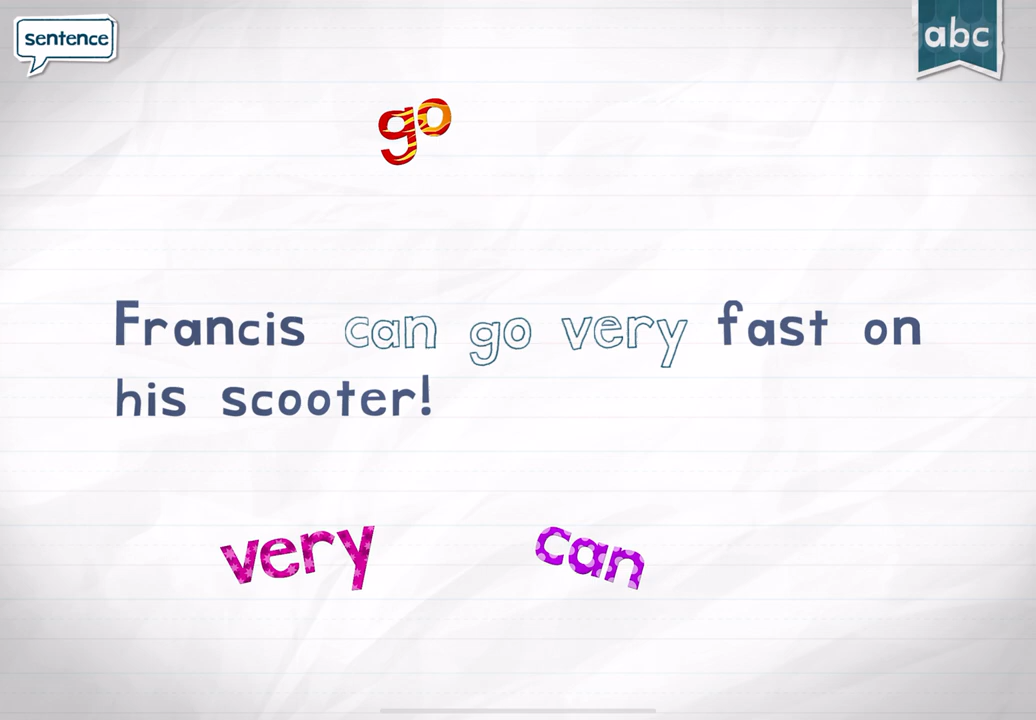 sentence
abc
go
Francis can go very fast on
his scooter!
very can